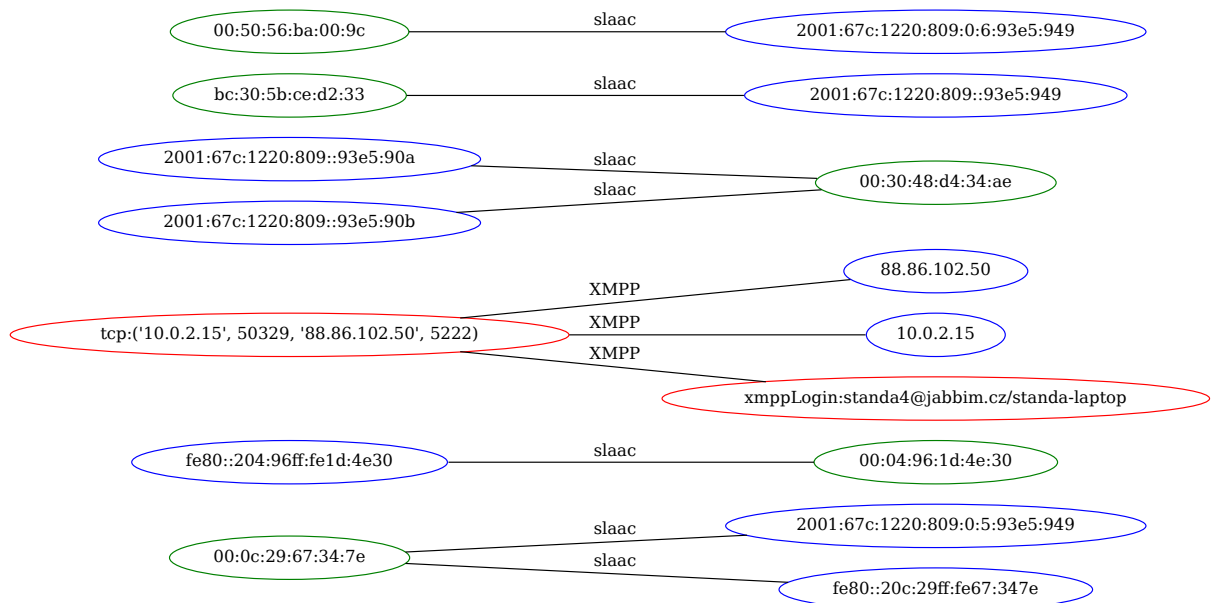 00:50:56:ba:00:9c slaac 2001:67c:1220:809:0:6:93e5:949
bc:30:5b:ce:d2:33 slaac 2001:67c:1220:809::93e5:949
2001:67c:1220:809::93e5:90a slaac
00:30:48:d4:34:ae
2001:67c:1220:809::93e5:90b slaac
88.86.102.50
XMPP
tcp:('10.0.2.15', 50329, '88.86.102.50', 5222) XMPP 10.0.2.15
XMPP
xmppLogin:standa4@jabbim.cz/standa-laptop
fe80::204:96ff:fe1d:4e30 slaac 00:04:96:1d:4e:30
slaac 2001:67c:1220:809:0:5:93e5:949
00:0c:29:67:34:7e
slaac
fe80::20c:29ff:fe67:347e